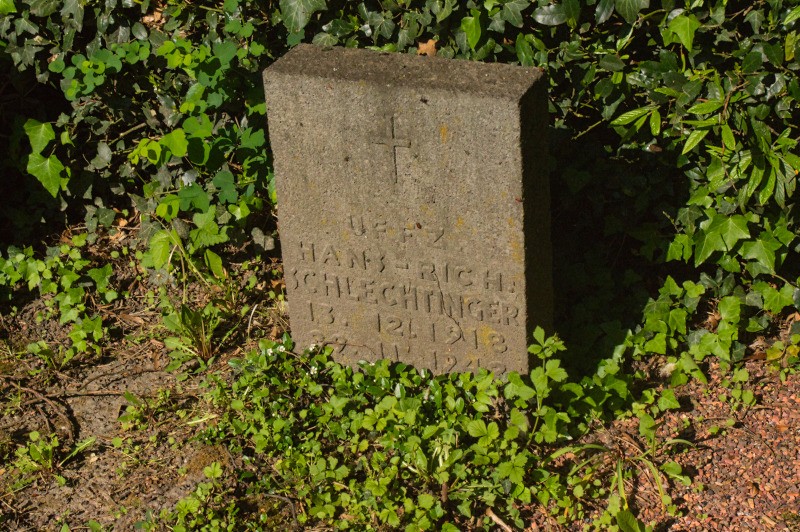 UFFZ
HANS-RICH.
SCHLECHTINGER
13. 12. 1918